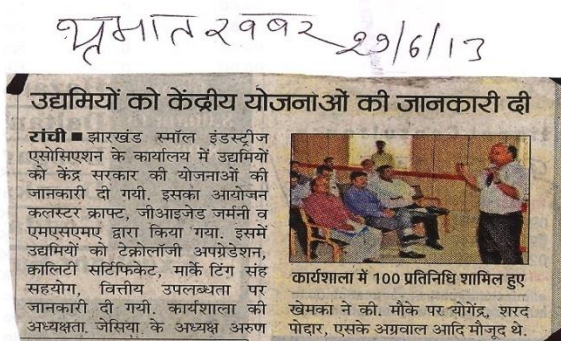 प्रभात खबर 29/6/13
उद्यमियों को केंद्रीय योजनाओं की जानकारी दी
रांची ■ झारखंड स्मॉल इंडस्ट्रीज
एसोसिएशन के कार्यालय में उद्यमियों
को केंद्र सरकार की योजनाओं की
जानकारी दी गयी. इसका आयोजन
कलस्टर क्राफ्ट, जीआइजेड जर्मनी व
एमएसएमए द्वारा किया गया. इसमें
उद्यमियों को टेक्नोलॉजी अपग्रेडेशन,
क्वालिटी सर्टिफिकेट, मार्के टिंग संह
सहयोग, वित्तीय उपलब्धता पर
जानकारी दी गयी. कार्यशाला की
अध्यक्षता. जेसिया के अध्यक्ष अरुण
कार्यशाला में 100 प्रतिनिधि शामिल हुए
खेमका ने की. मौके पर योगेंद्र, शरद
पोद्दार, एसके अग्रवाल आदि मौजूद थे.